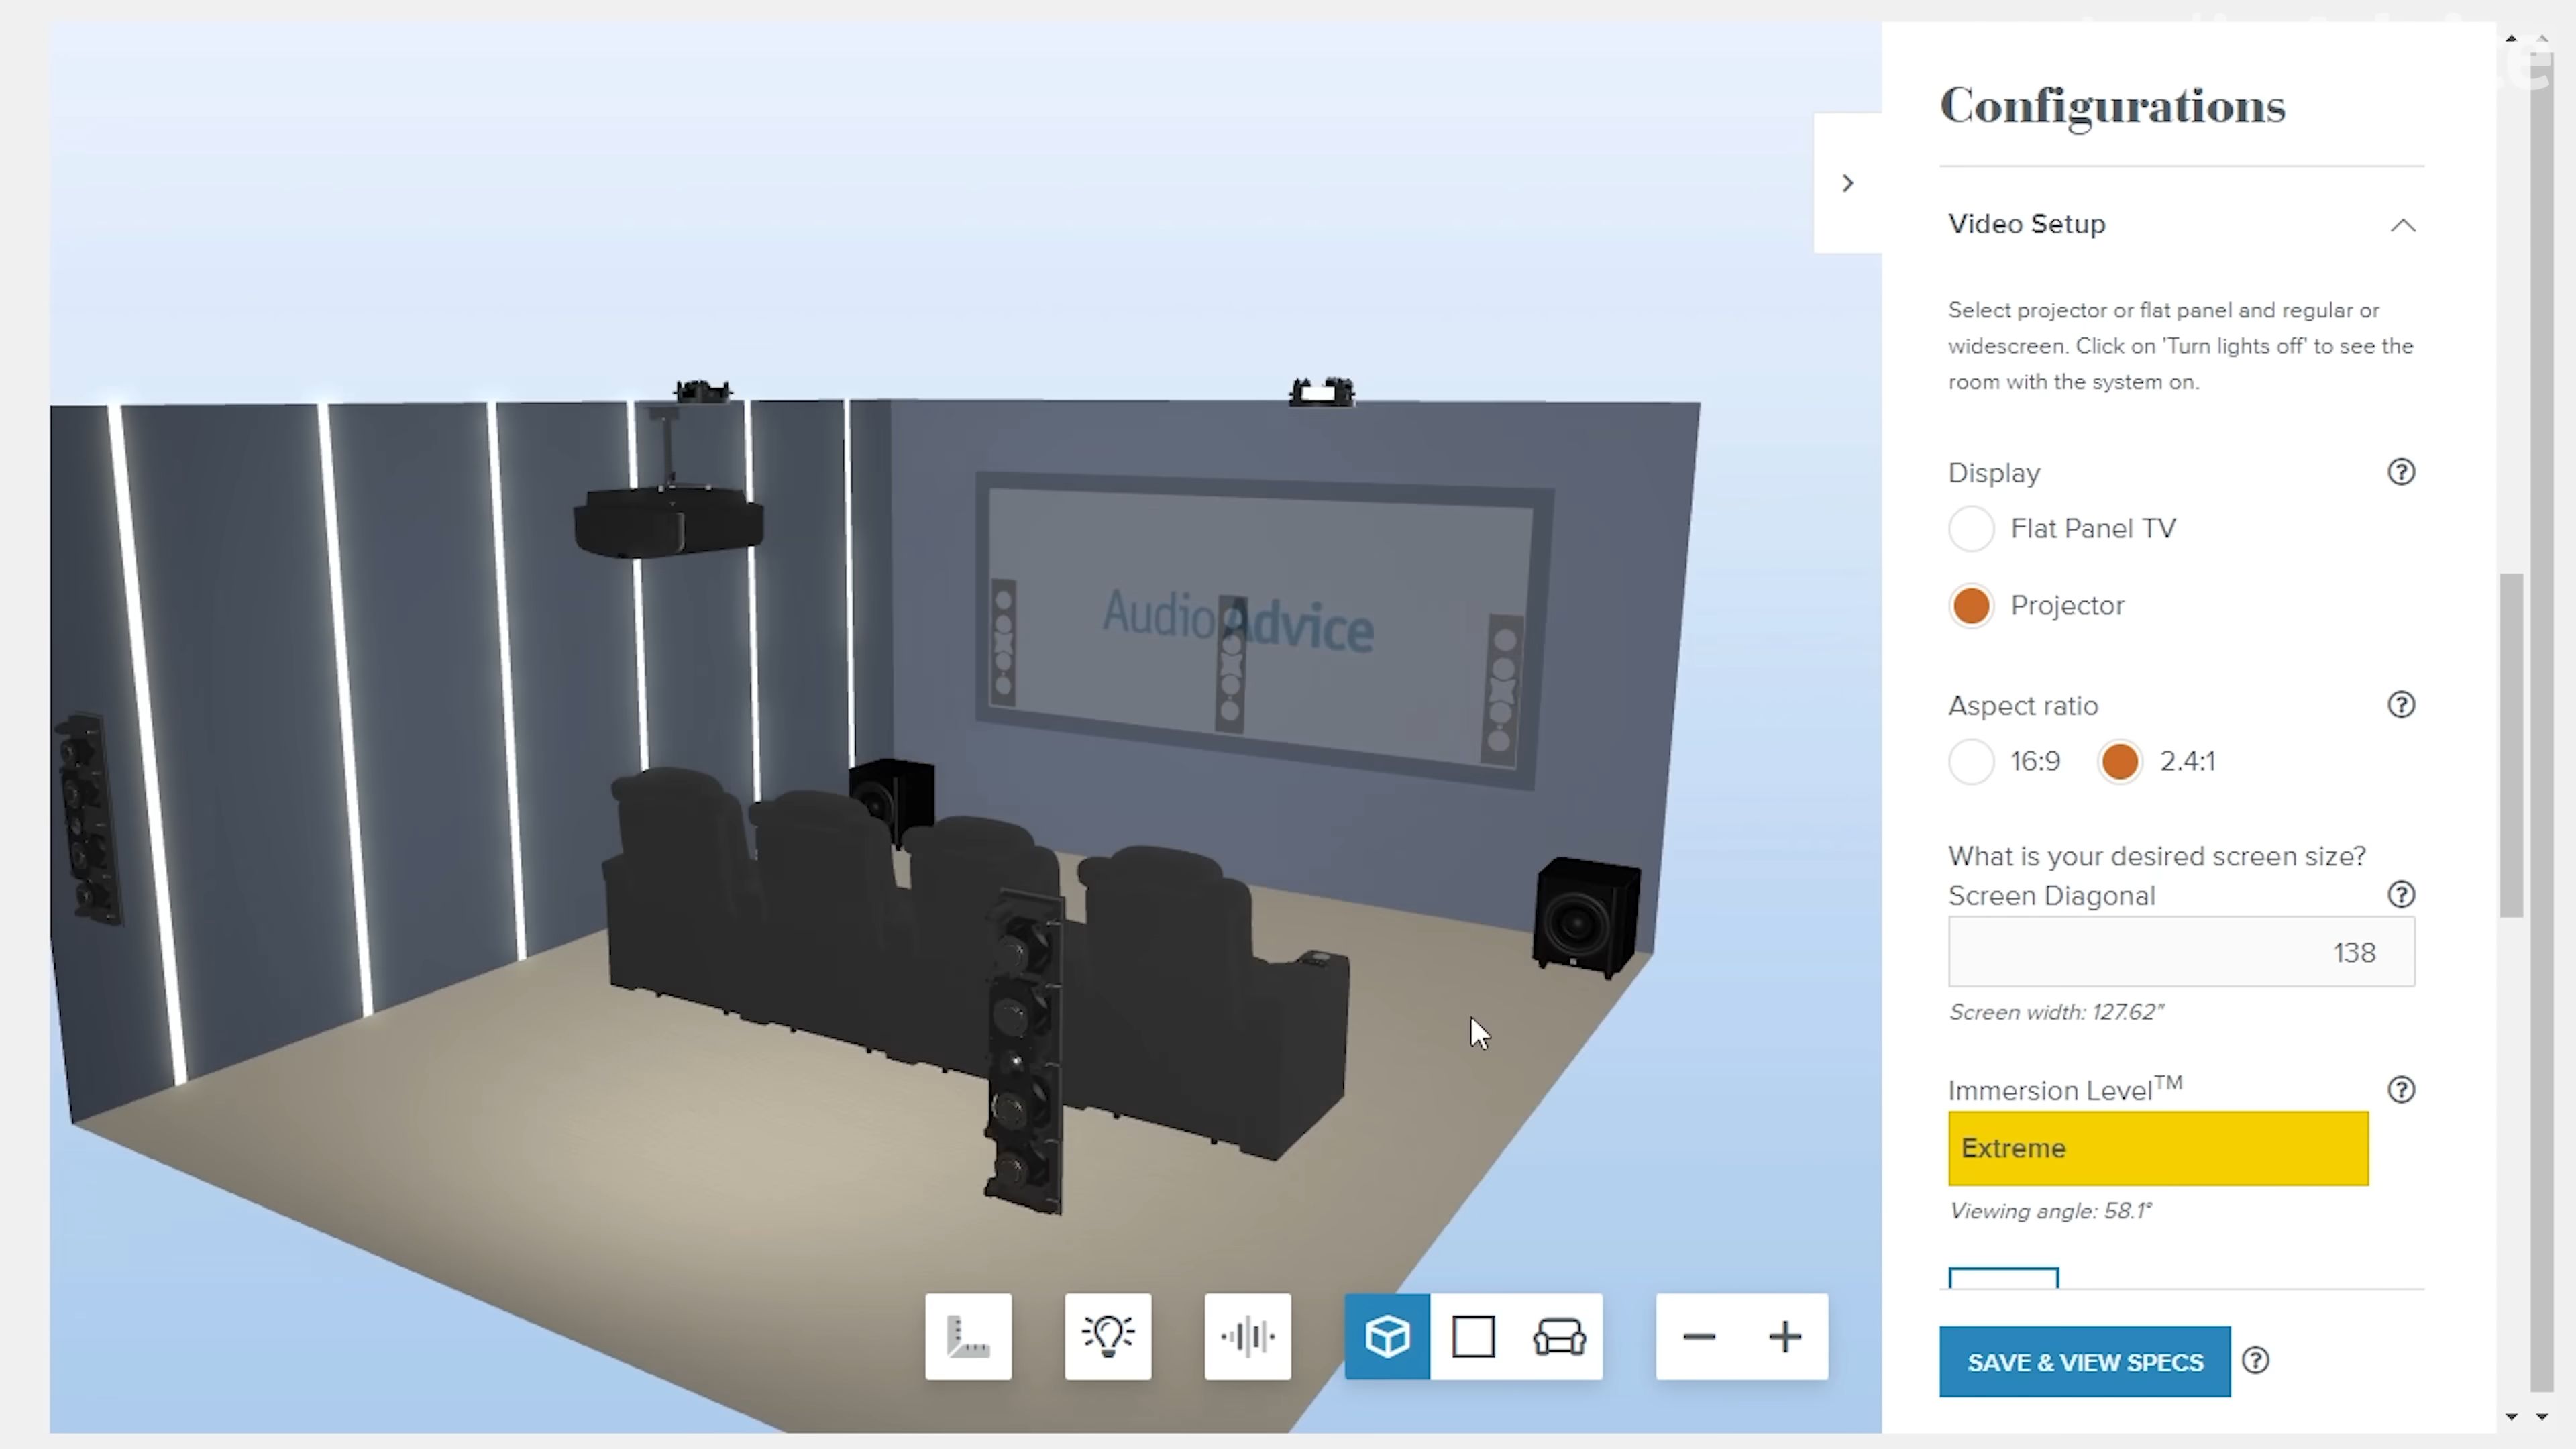 Configurations
Video Setup
Select projector or flat panel and regular or
widescreen. Click on 'Turn lights off' to see the
room with the system on.
Display
Flat Panel TV
Projector
Aspect ratio
16:9
2.4:1
What is your desired screen size?
Screen Diagonal
138
Screen width: 127.62"
Immersion Level™
Extreme
Viewing angle: 58.1°
SAVE & VIEW SPECS
AudioAdvice